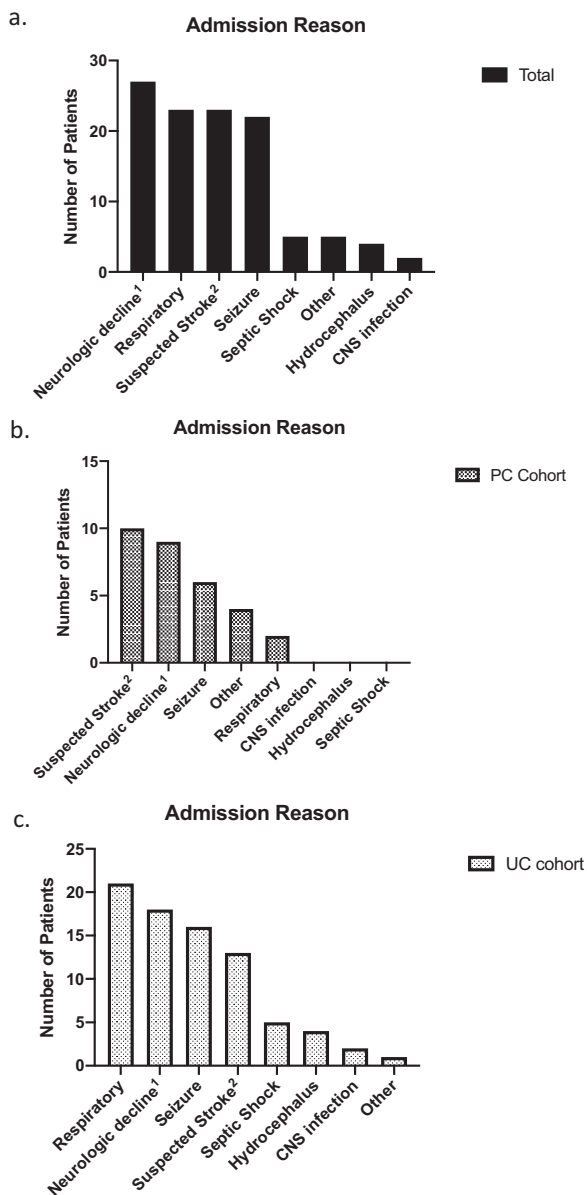 a.
Admission Reason
Total
Number of Patients
30
20
10
0
Neurologic decline¹
Respiratory
Suspected Stroke²
Seizure
Septic Shock
Other
Hydrocephalus
CNS infection
b.
Admission Reason
PC Cohort
Number of Patients
15
10
5
0
Suspected Stroke²
Neurologic decline¹
Seizure
Other
Respiratory
CNS infection
Hydrocephalus
Septic Shock
c.
Admission Reason
UC cohort
Number of Patients
25
20
15
10
5
0
Respiratory
Neurologic decline¹
Seizure
Suspected Stroke²
Septic Shock
Hydrocephalus
CNS infection
Other